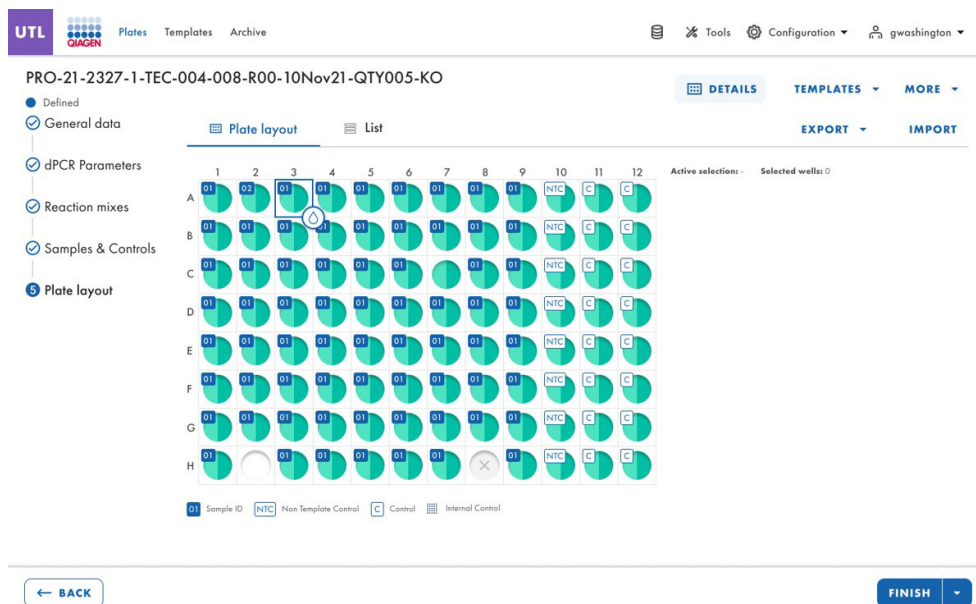 UTL QIAGEN Plates Templates Archive Tools Configuration gwashington
PRO-21-2327-1-TEC-004-008-R00-10Nov21-QTY005-KO
DETAILS TEMPLATES MORE
Defined
General data
Plate layout List
EXPORT IMPORT
dPCR Parameters
Reaction mixes
Samples & Controls
5 Plate layout
1 2 3 4 5 6 7 8 9 10 11 12
Active selection: - Selected wells: 0
A 01 02 01 01 01 01 01 01 01 NTC C C
B 01 01 01 01 01 01 01 01 01 NTC C C
C 01 01 01 01 01 01 01 01 NTC C C
D 01 01 01 01 01 01 01 01 01 NTC C C
E 01 01 01 01 01 01 01 01 01 NTC C C
F 01 01 01 01 01 01 01 01 01 NTC C C
G 01 01 01 01 01 01 01 01 01 NTC C C
H 01 01 01 01 01 01 01 NTC C C
01 Sample ID NTC Non Template Control C Control Internal Control
BACK
FINISH